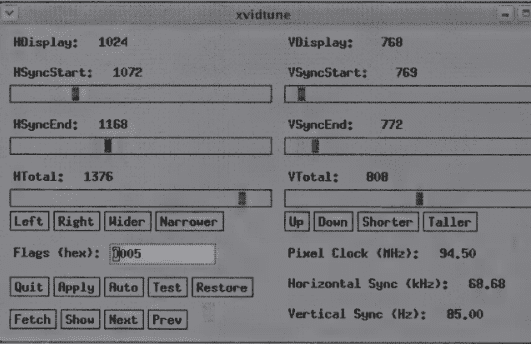 xvidtune
HDisplay: 1024 VDisplay: 768
HSyncStart: 1072 VSyncStart: 769
HSyncEnd: 1168 VSyncEnd: 772
HTotal: 1376 VTotal: 808
Left Right Wider Narrower Up Down Shorter Taller
Flags (hex): 0005 Pixel Clock (MHz): 94.50
Quit Apply Auto Test Restore Horizontal Sync (kHz): 68.68
Fetch Show Next Prev Vertical Sync (Hz): 85.00